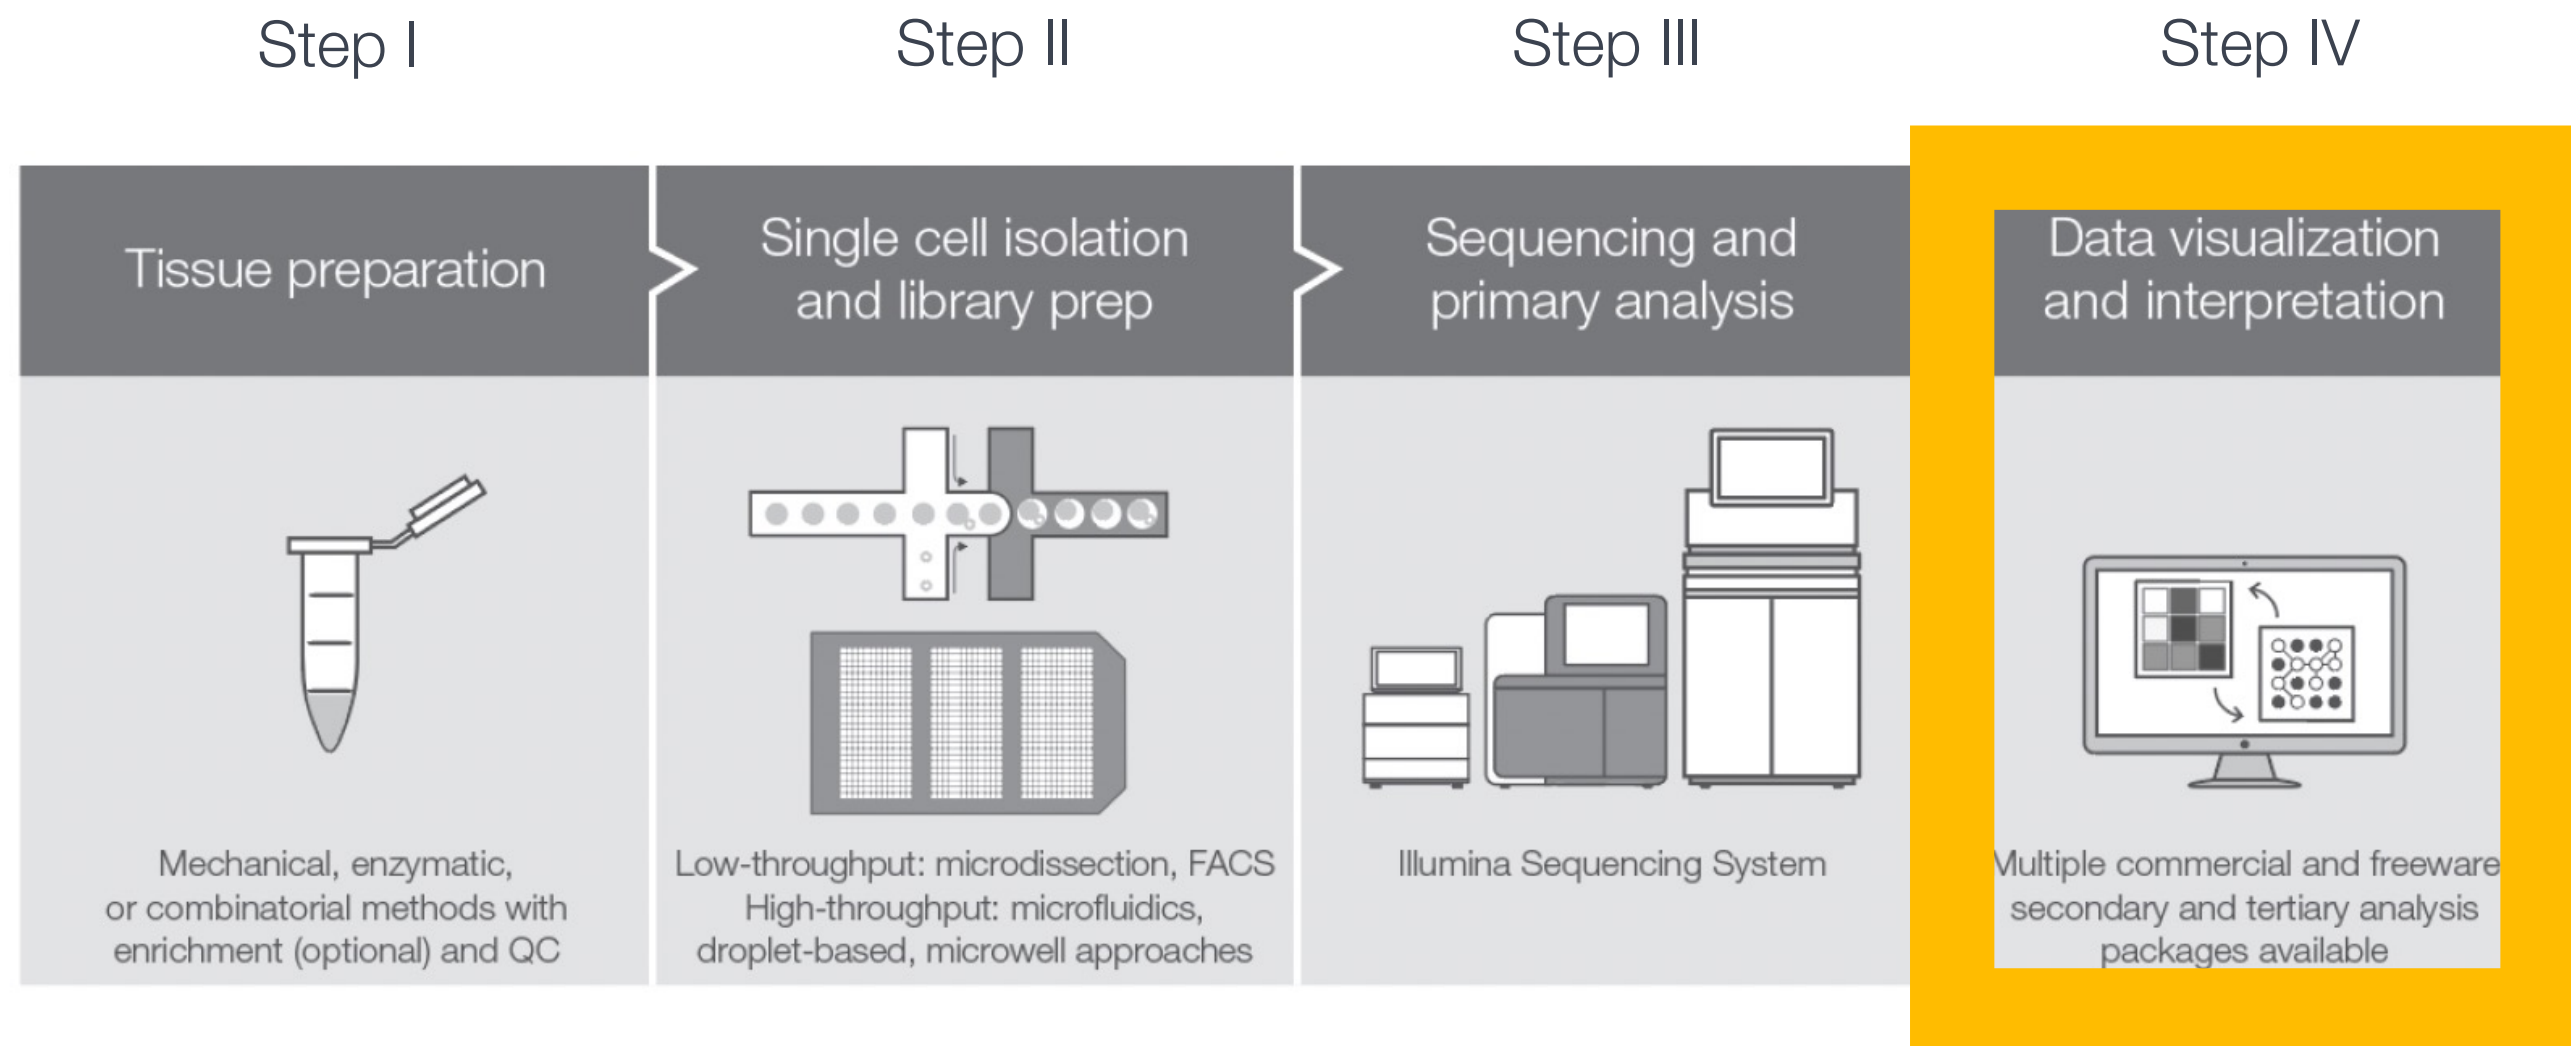 Step I
Step II
Step III
Step IV
Tissue preparation
Single cell isolation
and library prep
Sequencing and
primary analysis
Data visualization
and interpretation
Mechanical, enzymatic,
or combinatorial methods with
enrichment (optional) and QC
Low-throughput: microdissection, FACS
High-throughput: microfluidics,
droplet-based, microwell approaches
Illumina Sequencing System
Multiple commercial and freeware
secondary and tertiary analysis
packages available